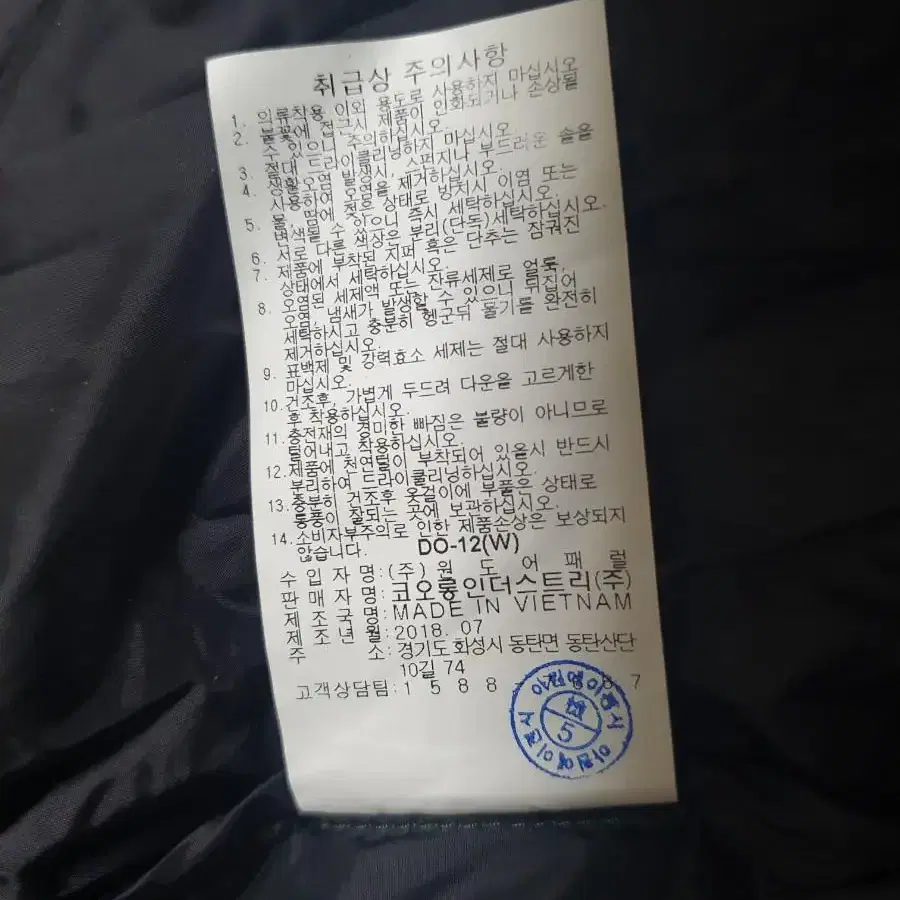 취급상 주의사항
1. 의류착용 이외 용도로 사용하지 마십시오
2. 불꽃에 접근시 제품이 인화되거나 손상될
수 있으니 주의하십시오.
3. 절대 드라이클리닝하지 마십시오.
4. 생활오염 발생시, 스펀지나 부드러운 솔을
사용하여 오염을 제거하십시오.
5. 물, 땀에 젖은 상태로 방치시 이염 또는
변색될 수 있으니 즉시 세탁하십시오.
6. 서로 다른 색상은 분리(단독)세탁하십시오.
7. 제품에 부착된 지퍼 혹은 단추는 잠궈진
상태에서 세탁하십시오.
8. 오염된 세제액 또는 잔류세제로 얼룩,
오염, 냄새가 발생할 수 있으니 뒤집어
세탁하시고 충분히 헹군뒤 물기를 완전히
제거하십시오.
9. 표백제 및 강력효소 세제는 절대 사용하지
마십시오.
10. 건조후, 가볍게 두드려 다운을 고르게한
후 착용하십시오.
11. 충전재의 경미한 빠짐은 불량이 아니므로
털어내고 착용하십시오.
12. 제품에 천연털이 부착되어 있을시 반드시
분리하여 드라이클리닝하십시오.
13. 충분히 건조후 옷걸이에 부풀은 상태로
통풍이 잘되는 곳에 보관하십시오.
14. 소비자부주의로 인한 제품손상은 보상되지
않습니다.
DO-12(W)
수 입 자 명:(주) 원 도 어 패 럴
판 매 자 명:코오롱인더스트리(주)
제 조 국 명:MADE IN VIETNAM
제 조 년 월:2018. 07
주 소:경기도 화성시 동탄면 동탄산단
10길 74
고객상담팀:1 5 8 8 7 7
5